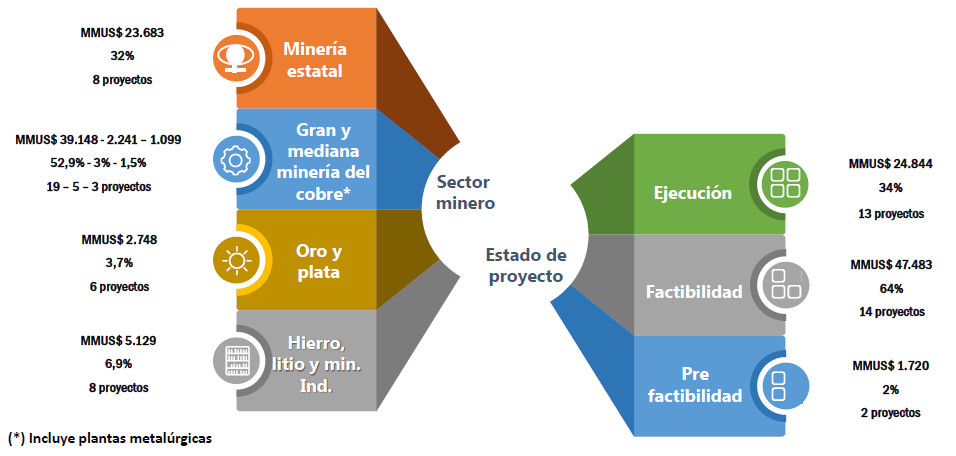 MMUS$ 23.683
32%
8 proyectos
Minería
estatal
MMUS$ 39.148 - 2.241 – 1.099
52,9% -3% - 1,5%
19 – 5 – 3 proyectos
Gran y
mediana
minería del
cobre*
MMUS$ 2.748
3,7%
6 proyectos
Oro y
plata
MMUS$ 5.129
6,9%
8 proyectos
Hierro,
litio y min.
Ind.
Sector
minero
Estado de
proyecto
Ejecución
MMUS$ 24.844
34%
13 proyectos
Factibilidad
MMUS$ 47.483
64%
14 proyectos
Pre
factibilidad
MMUS$ 1.720
2%
2 proyectos
(*) Incluye plantas metalúrgicas